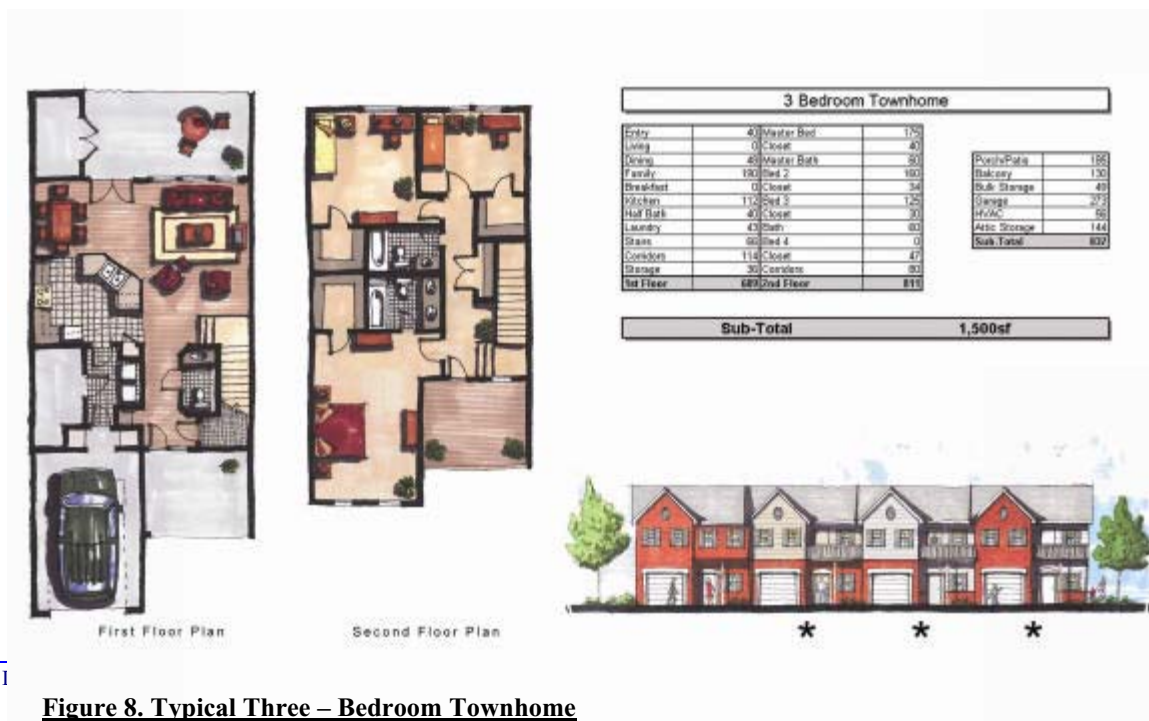 3 Bedroom Townhome
Entry 40 Master Bed 175
Living 0 Closet 40
Dining 48 Master Bath 60
Family 190 Bed 2 160
Breakfast 0 Closet 34
Kitchen 112 Bed 3 125
Half Bath 40 Closet 30
Laundry 43 Bath 60
Stairs 66 Bed 4 0
Corridors 114 Closet 47
Storage 36 Corridors 80
1st Floor 689 2nd Floor 811
Porch/Patio 185
Balcony 130
Bulk Storage 49
Garage 273
HVAC 56
Attic Storage 144
Sub Total 837
Sub-Total 1,500sf
First Floor Plan
Second Floor Plan
* * *
Figure 8. Typical Three – Bedroom Townhome